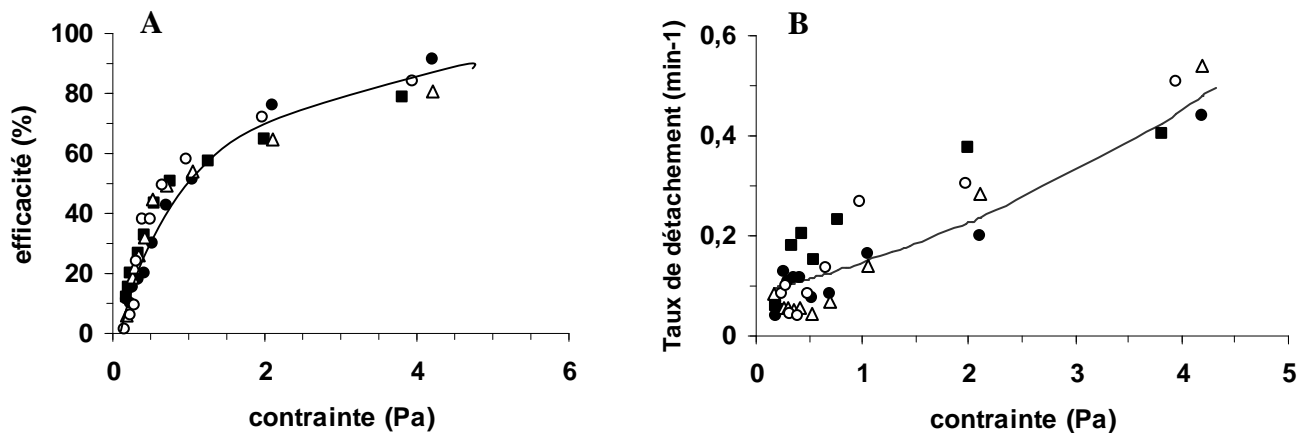 A
efficacité (%)
100
80
60
40
20
0
0 2 4 6
contrainte (Pa)
B
Taux de détachement (min-1)
0,6
0,4
0,2
0
0 1 2 3 4 5
contrainte (Pa)